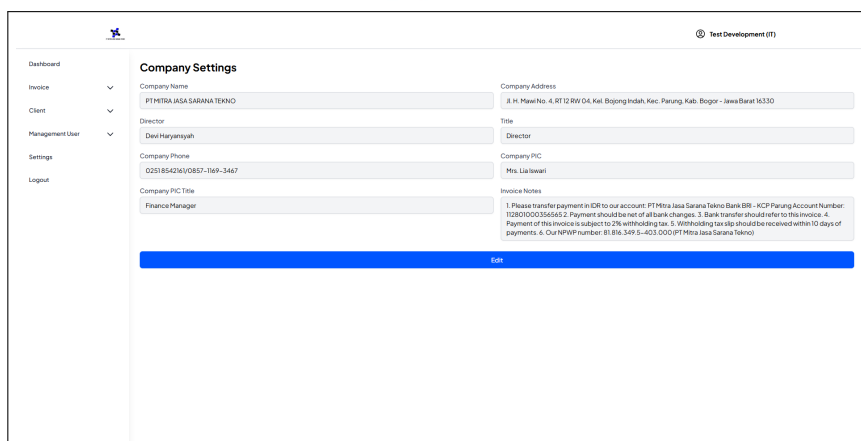 Test Development (IT)
Dashboard
Invoice
Client
Management User
Settings
Logout
Company Settings
Company Name
PT MITRA JASA SARANA TEKNO
Company Address
Jl. H. Mawi No. 4, RT 12 RW 04, Kel. Bojong Indah, Kec. Parung, Kab. Bogor - Jawa Barat 16330
Director
Devi Haryansyah
Title
Director
Company Phone
02518542161/0857-1169-3467
Company PIC
Mrs. Lia Iswari
Company PIC Title
Finance Manager
Invoice Notes
1. Please transfer payment in IDR to our account: PT Mitra Jasa Sarana Tekno Bank BRI - KCP Parung Account Number:
112801000356565 2. Payment should be net of all bank changes. 3. Bank transfer should refer to this invoice. 4.
Payment of this invoice is subject to 2% withholding tax. 5. Withholding tax slip should be received within 10 days of
payments. 6. Our NPWP number: 81.816.349.5-403.000 (PT Mitra Jasa Sarana Tekno)
Edit